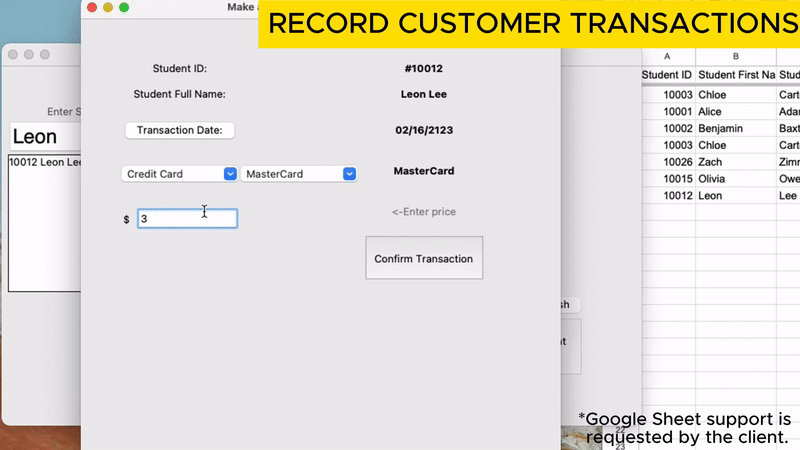 Make a
RECORD CUSTOMER TRANSACTIONS
Student ID:
#10012
Student Full Name:
Leon Lee
Transaction Date:
02/16/2123
Credit Card
MasterCard
MasterCard
$
3
<-Enter price
Confirm Transaction
Enter S
Leon
10012 Leon Lee
sh
t
A
B
Student ID
Student First Na
Stud
10003
Chloe
Cart
10001
Alice
Adan
10002
Benjamin
Baxt
10003
Chloe
Cart
10026
Zach
Zimn
10015
Olivia
Owe
10012
Leon
Lee
*Google Sheet support is
requested by the client.
22
23